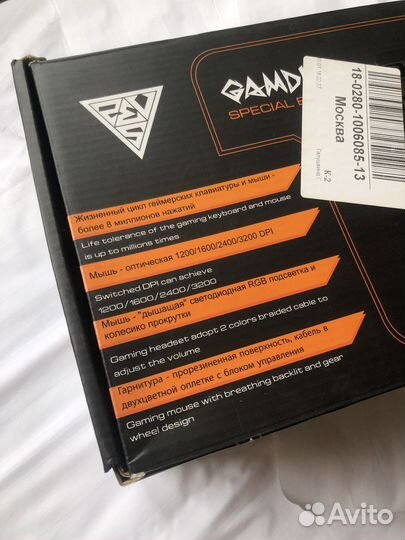 GAMD
SPECIAL E
18-0280-1006085-13
Москва
К-2
Жизненный цикл геймерских клавиатуры и мыши -
более 8 миллионов нажатий
Life tolerance of the gaming keyboard and mouse
is up to millions times
Мышь - оптическая 1200/1600/2400/3200 DPI
Switched DPI can achieve
1200/1600/2400/3200
Мышь - "дышащая" светодиодная RGB подсветка и
колесико прокрутки
Gaming headset adopt 2 colors braided cable to
adjust the volume
Гарнитура - прорезиненная поверхность, кабель в
двухцветной оплетке с блоком управления
Gaming mouse with breathing backlit and gear
wheel design
Avito